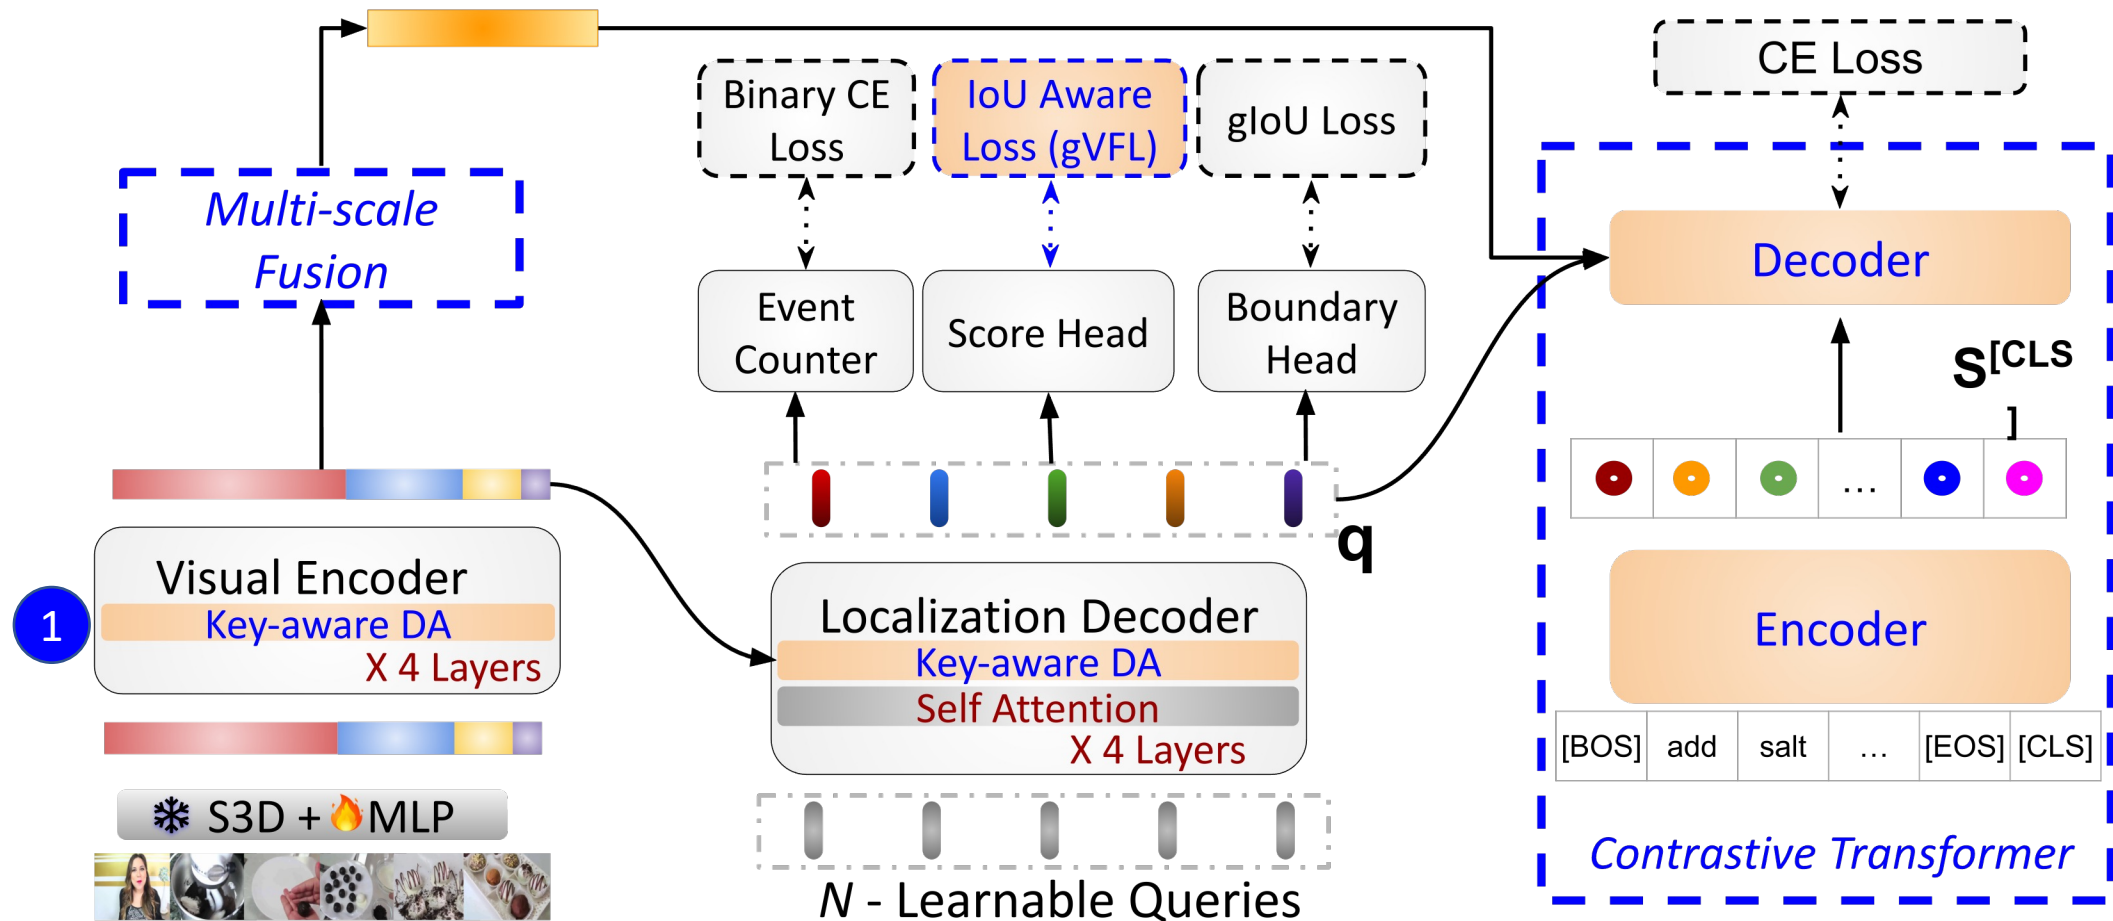 Multi-scale
Fusion
Visual Encoder
Key-aware DA
X 4 Layers
1
S3D + MLP
Binary CE
Loss
IoU Aware
Loss (gVFL)
gIoU Loss
Event
Counter
Score Head
Boundary
Head
q
Localization Decoder
Key-aware DA
Self Attention
X 4 Layers
N - Learnable Queries
CE Loss
Decoder
S[CLS
]
...
Encoder
[BOS] add salt ... [EOS] [CLS]
Contrastive Transformer